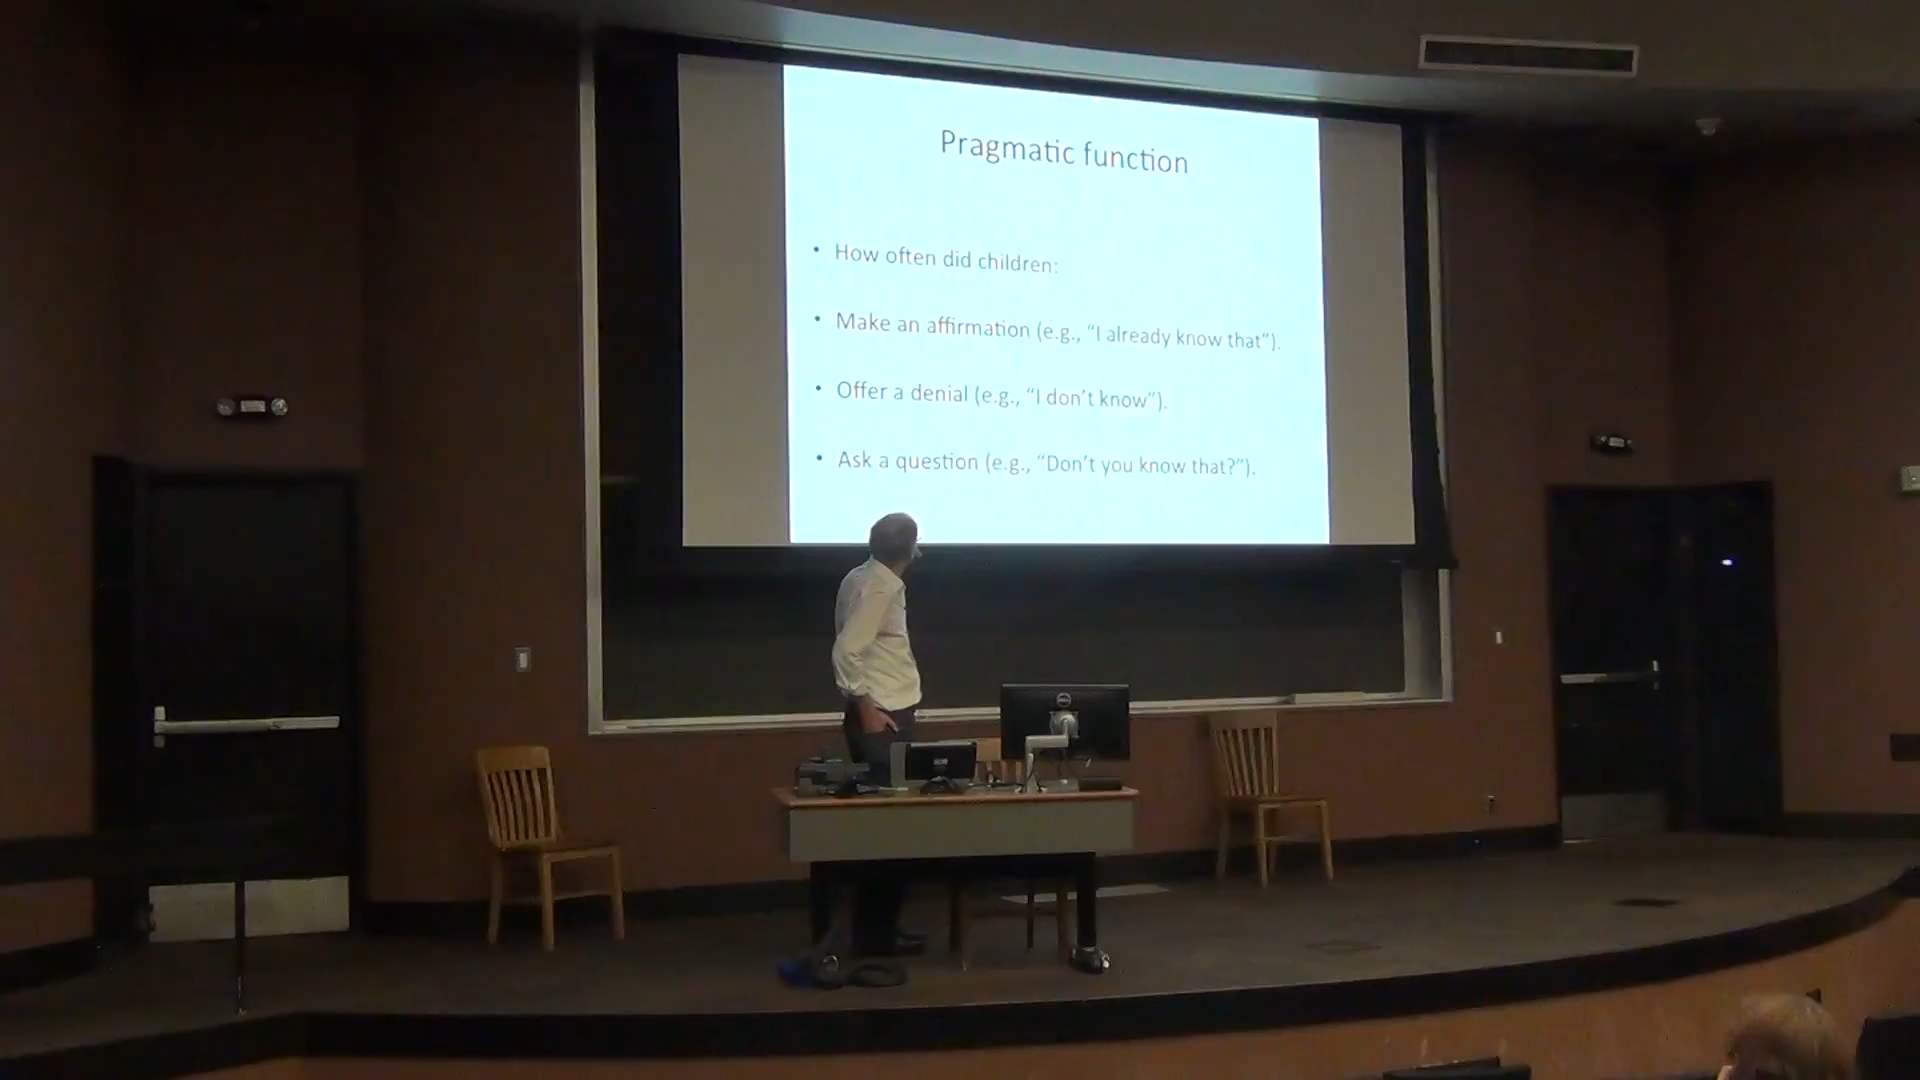 Pragmatic function
• How often did children:
• Make an affirmation (e.g., “I already know that”).
• Offer a denial (e.g., “I don’t know”).
• Ask a question (e.g., “Don’t you know that?”).
DELL